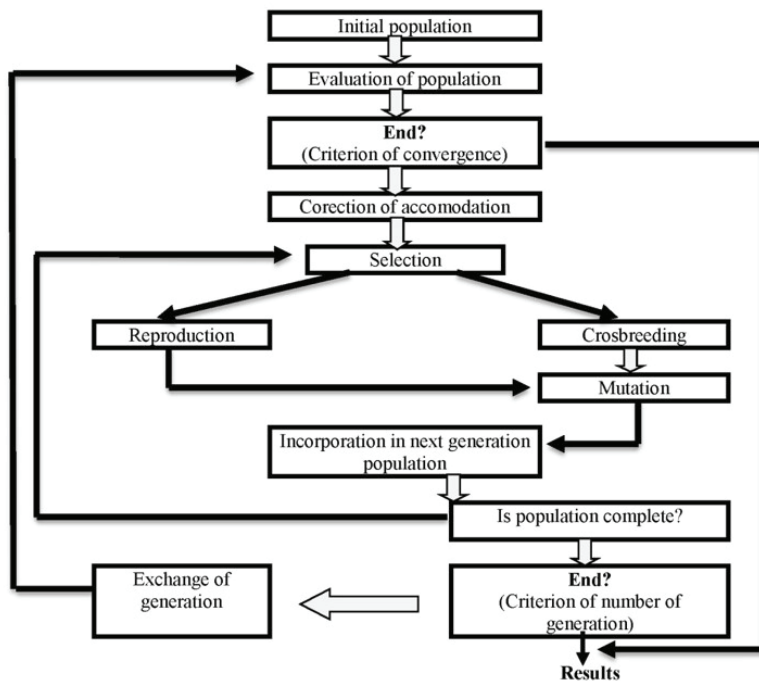 Initial population
Evaluation of population
End?
(Criterion of convergence)
Corection of accomodation
Selection
Reproduction
Crosbreeding
Mutation
Incorporation in next generation
population
Is population complete?
Exchange of
generation
End?
(Criterion of number of
generation)
Results